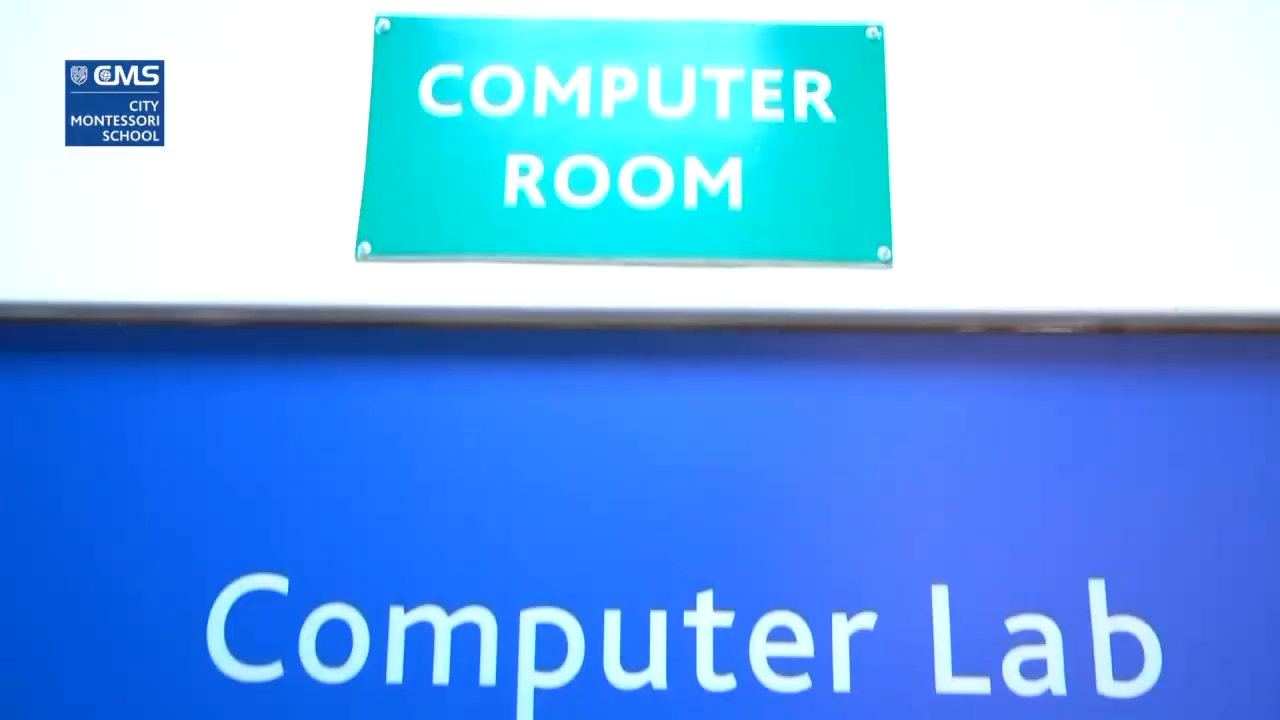 CMS
CITY
MONTESSORI
SCHOOL
COMPUTER
ROOM
Computer Lab